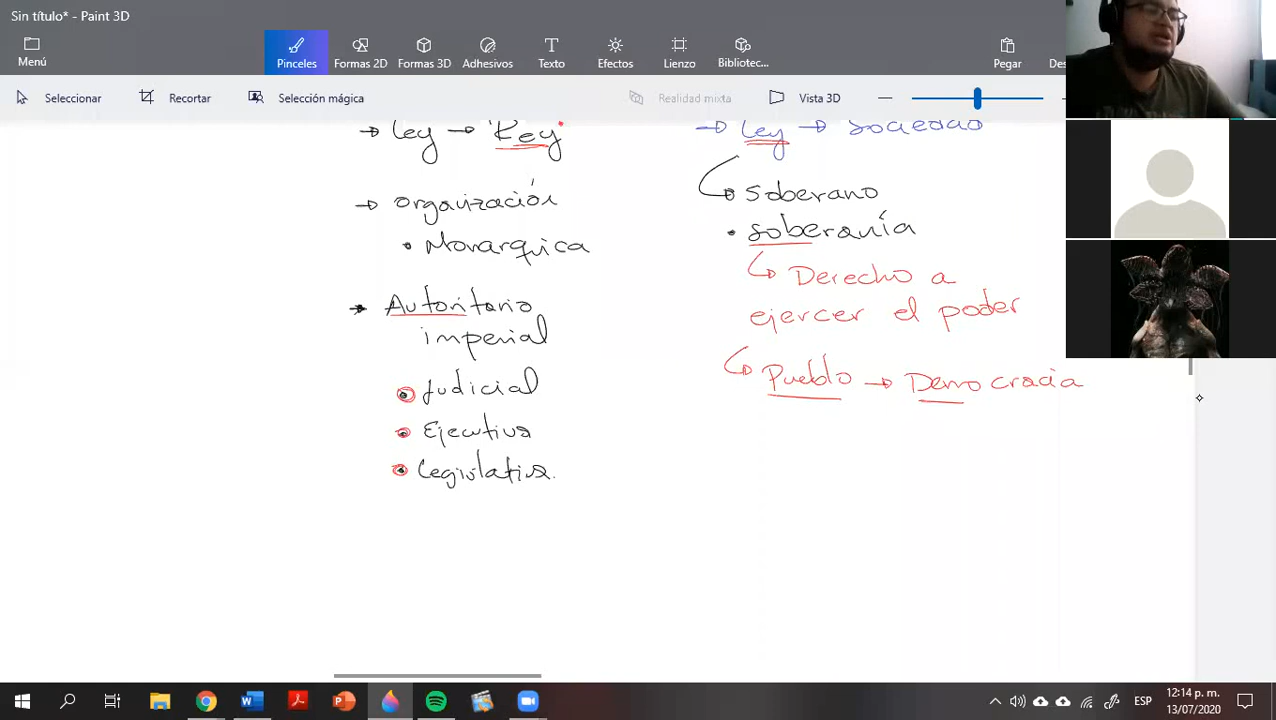 Sin título* - Paint 3D
Menú
Pinceles
Formas 2D
Formas 3D
Adhesivos
Texto
Efectos
Lienzo
Bibliotec...
Pegar
Seleccionar
Recortar
Selección mágica
Realidad mixta
Vista 3D
→ Ley → Rey
→ organización
• Monarquica
→ Autoritario
imperial
• Judicial
• Ejecutiva
• Legislativa.
→ Ley → Sociedad
→ soberano
• soberanía
↳ Derecho a
ejercer el poder
↳ Pueblo → Democracia
ESP
12:14 p. m.
13/07/2020